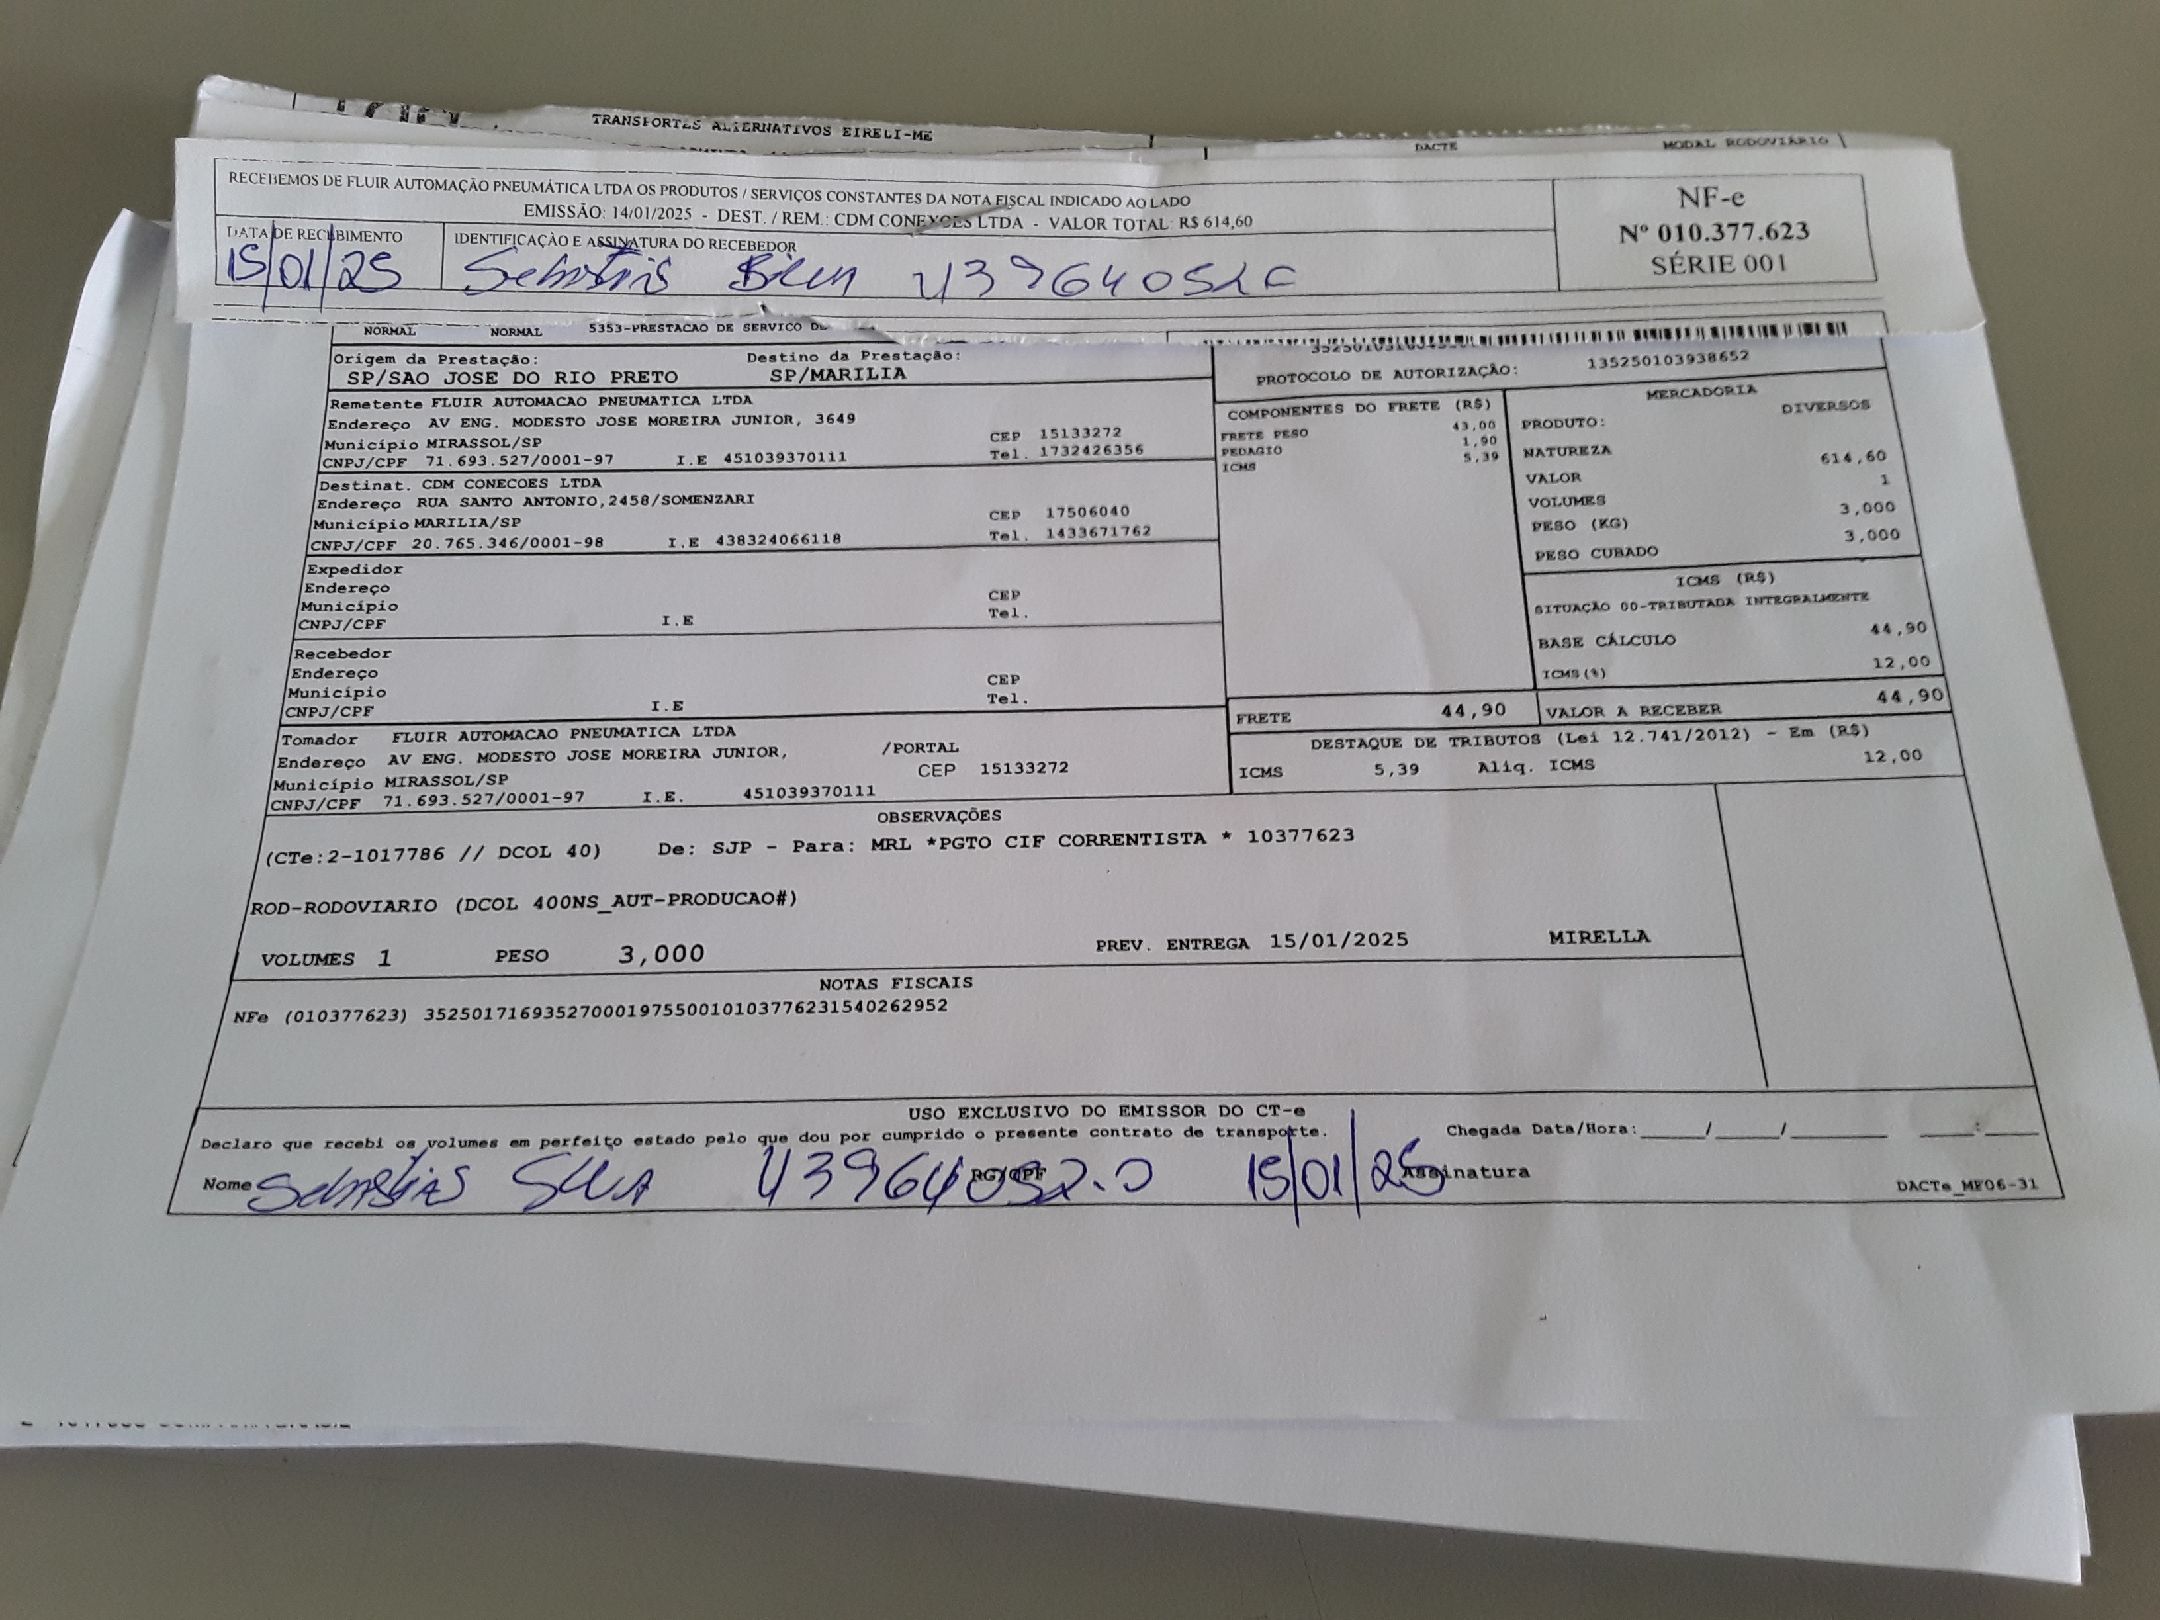 TRANSPORTES ALTERNATIVOS EIRELI-ME
DACTE MODAL RODOVIÁRIO
RECEBEMOS DE FLUIR AUTOMAÇÃO PNEUMÁTICA LTDA OS PRODUTOS / SERVIÇOS CONSTANTES DA NOTA FISCAL INDICADO AO LADO
EMISSÃO: 14/01/2025 - DEST. / REM.: CDM CONEXCES LTDA - VALOR TOTAL: R$ 614,60
NF-e
Nº 010.377.623
SÉRIE 001
DATA DE RECEBIMENTO
15/01/25
IDENTIFICAÇÃO E ASSINATURA DO RECEBEDOR
NORMAL NORMAL 5353-PRESTACAO DE SERVICO
Origem da Prestação: Destino da Prestação:
SP/SAO JOSE DO RIO PRETO SP/MARILIA
PROTOCOLO DE AUTORIZAÇÃO: 135250103938652
Remetente FLUIR AUTOMACAO PNEUMATICA LTDA
Endereço AV ENG. MODESTO JOSE MOREIRA JUNIOR, 3649
Município MIRASSOL/SP CEP 15133272
CNPJ/CPF 71.693.527/0001-97 I.E 451039370111 Tel. 1732426356
Destinat. CDM CONECOES LTDA
Endereço RUA SANTO ANTONIO,2458/SOMENZARI
Município MARILIA/SP CEP 17506040
CNPJ/CPF 20.765.346/0001-98 I.E 438324066118 Tel. 1433671762
Expedidor
Endereço
Município CEP
CNPJ/CPF I.E Tel.
Recebedor
Endereço
Município CEP
CNPJ/CPF I.E Tel.
Tomador FLUIR AUTOMACAO PNEUMATICA LTDA
Endereço AV ENG. MODESTO JOSE MOREIRA JUNIOR, /PORTAL
Município MIRASSOL/SP CEP 15133272
CNPJ/CPF 71.693.527/0001-97 I.E. 451039370111
COMPONENTES DO FRETE (R$)
FRETE PESO 43,00
PEDAGIO 1,90
ICMS 5,39
MERCADORIA
PRODUTO: DIVERSOS
NATUREZA
VALOR 614,60
VOLUMES 1
PESO (KG) 3,000
PESO CUBADO 3,000
ICMS (R$)
SITUAÇÃO 00-TRIBUTADA INTEGRALMENTE
BASE CÁLCULO 44,90
ICMS(%) 12,00
FRETE 44,90 VALOR A RECEBER 44,90
DESTAQUE DE TRIBUTOS (Lei 12.741/2012) - Em (R$)
ICMS 5,39 Aliq. ICMS 12,00
OBSERVAÇÕES
(CTe:2-1017786 // DCOL 40) De: SJP - Para: MRL *PGTO CIF CORRENTISTA * 10377623
ROD-RODOVIARIO (DCOL 400NS_AUT-PRODUCAO#)
VOLUMES 1 PESO 3,000 PREV. ENTREGA 15/01/2025 MIRELLA
NOTAS FISCAIS
NFe (010377623) 35250171693527000197550010103776231540262952
USO EXCLUSIVO DO EMISSOR DO CT-e
Declaro que recebi os volumes em perfeito estado pelo que dou por cumprido o presente contrato de transporte. Chegada Data/Hora:_____/_____/_______ ____:____
Nome RG/CPF 15/01/25 Assinatura
DACTe_MF06-31